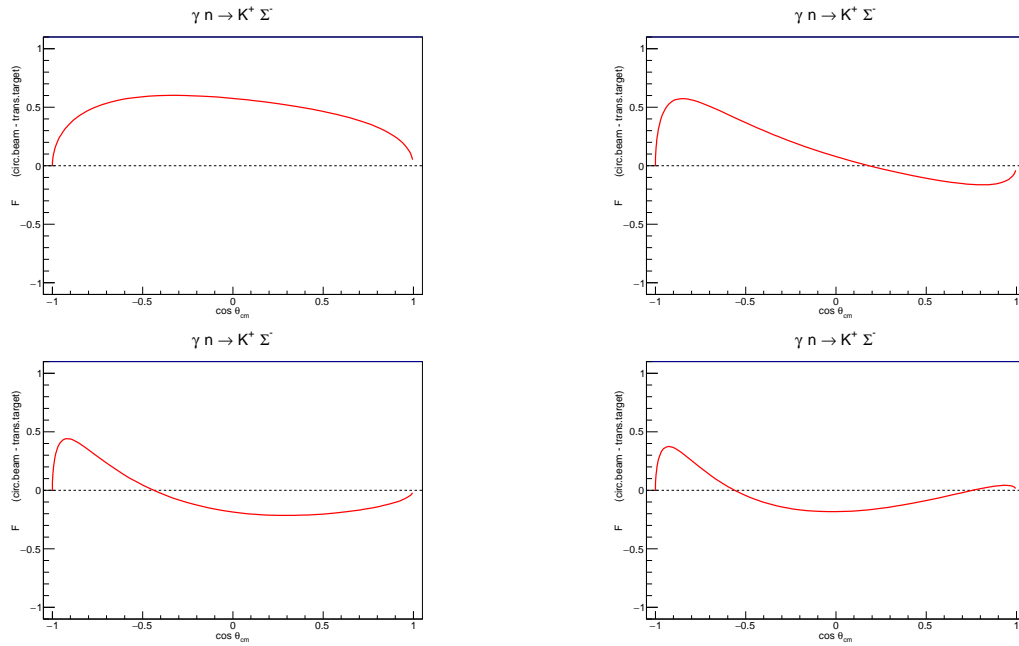 γ n → K⁺ Σ⁻
1
0.5
0
−0.5
−1
F (circ.beam - trans.target)
−1 −0.5 0 0.5 1
cos θcm
γ n → K⁺ Σ⁻
1
0.5
0
−0.5
−1
F (circ.beam - trans.target)
−1 −0.5 0 0.5 1
cos θcm
γ n → K⁺ Σ⁻
1
0.5
0
−0.5
−1
F (circ.beam - trans.target)
−1 −0.5 0 0.5 1
cos θcm
γ n → K⁺ Σ⁻
1
0.5
0
−0.5
−1
F (circ.beam - trans.target)
−1 −0.5 0 0.5 1
cos θcm